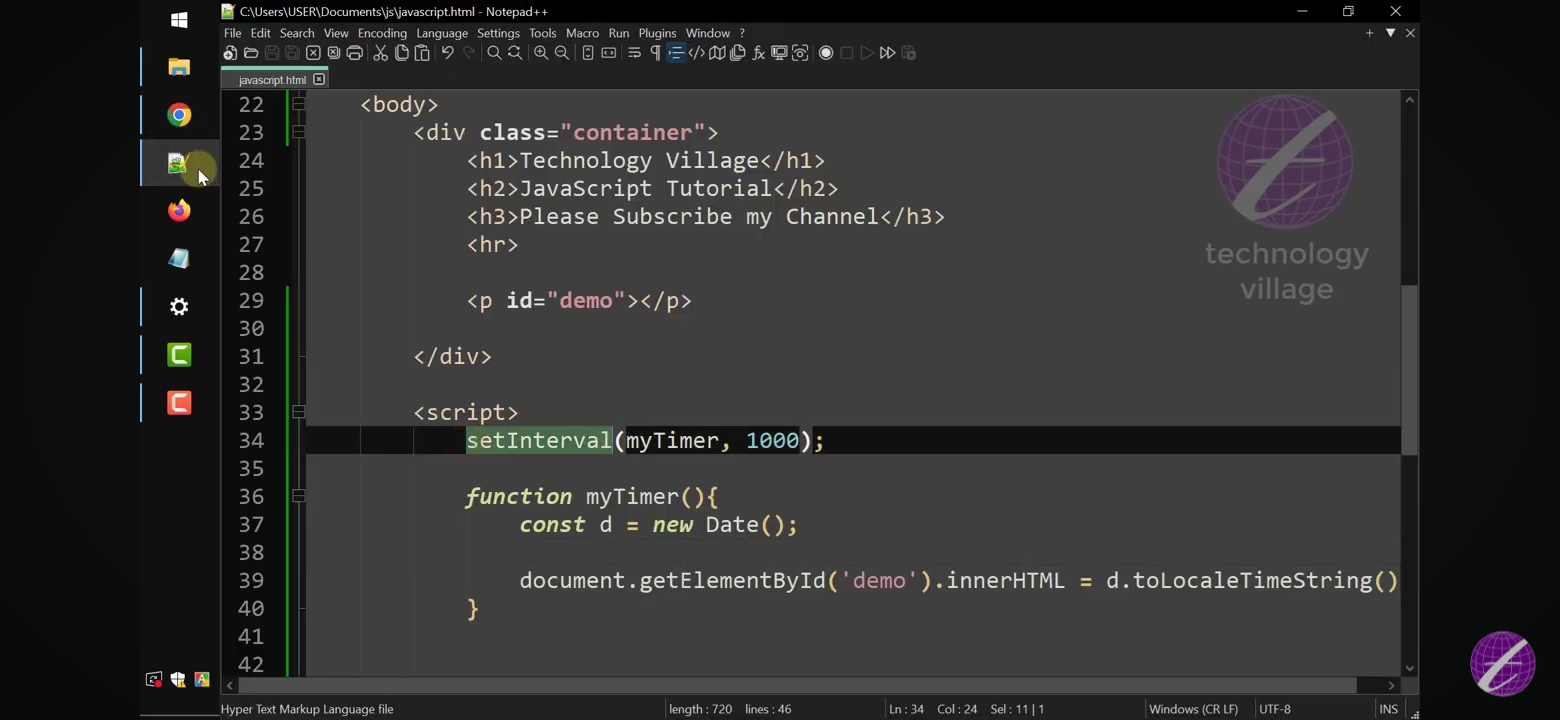 C:\Users\USER\Documents\js\javascript.html - Notepad++
File Edit Search View Encoding Language Settings Tools Macro Run Plugins Window ?
javascript.html
22 <body>
23 <div class="container">
24 <h1>Technology Village</h1>
25 <h2>JavaScript Tutorial</h2>
26 <h3>Please Subscribe my Channel</h3>
27 <hr>
28
29 <p id="demo"></p>
30
31 </div>
32
33 <script>
34 setInterval(myTimer, 1000);
35
36 function myTimer(){
37 const d = new Date();
38
39 document.getElementById('demo').innerHTML = d.toLocaleTimeString()
40 }
41
42
technology
village
Hyper Text Markup Language file length : 720 lines : 46 Ln : 34 Col : 24 Sel : 11 | 1 Windows (CR LF) UTF-8 INS